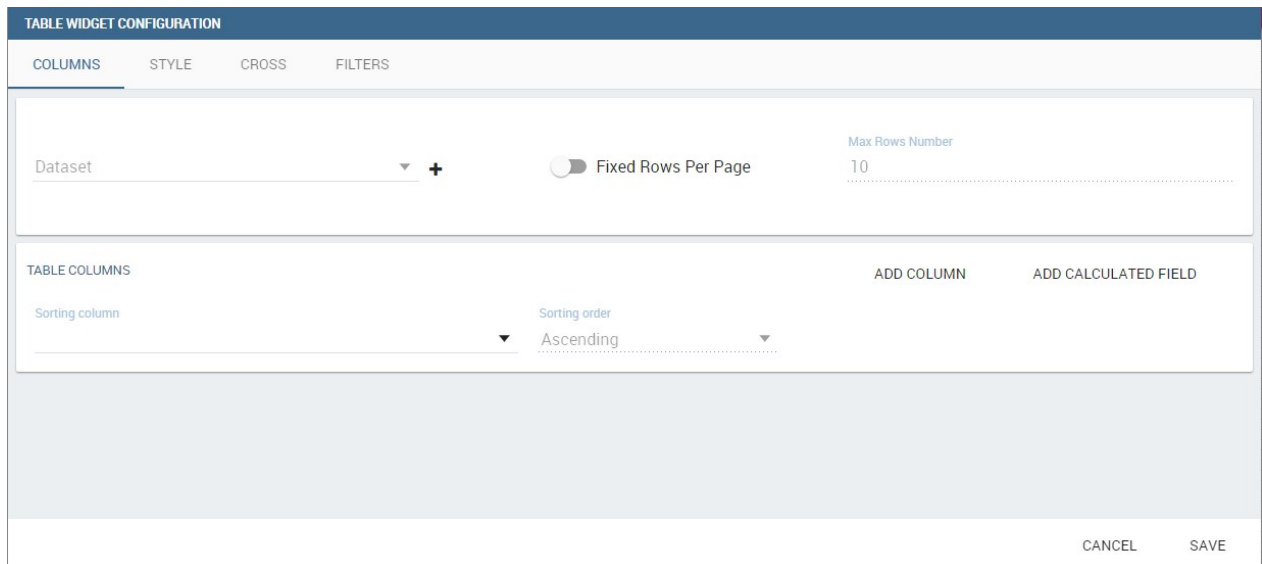 TABLE WIDGET CONFIGURATION
COLUMNS STYLE CROSS FILTERS
Max Rows Number
Dataset + Fixed Rows Per Page 10
TABLE COLUMNS ADD COLUMN ADD CALCULATED FIELD
Sorting column Sorting order
Ascending
CANCEL SAVE